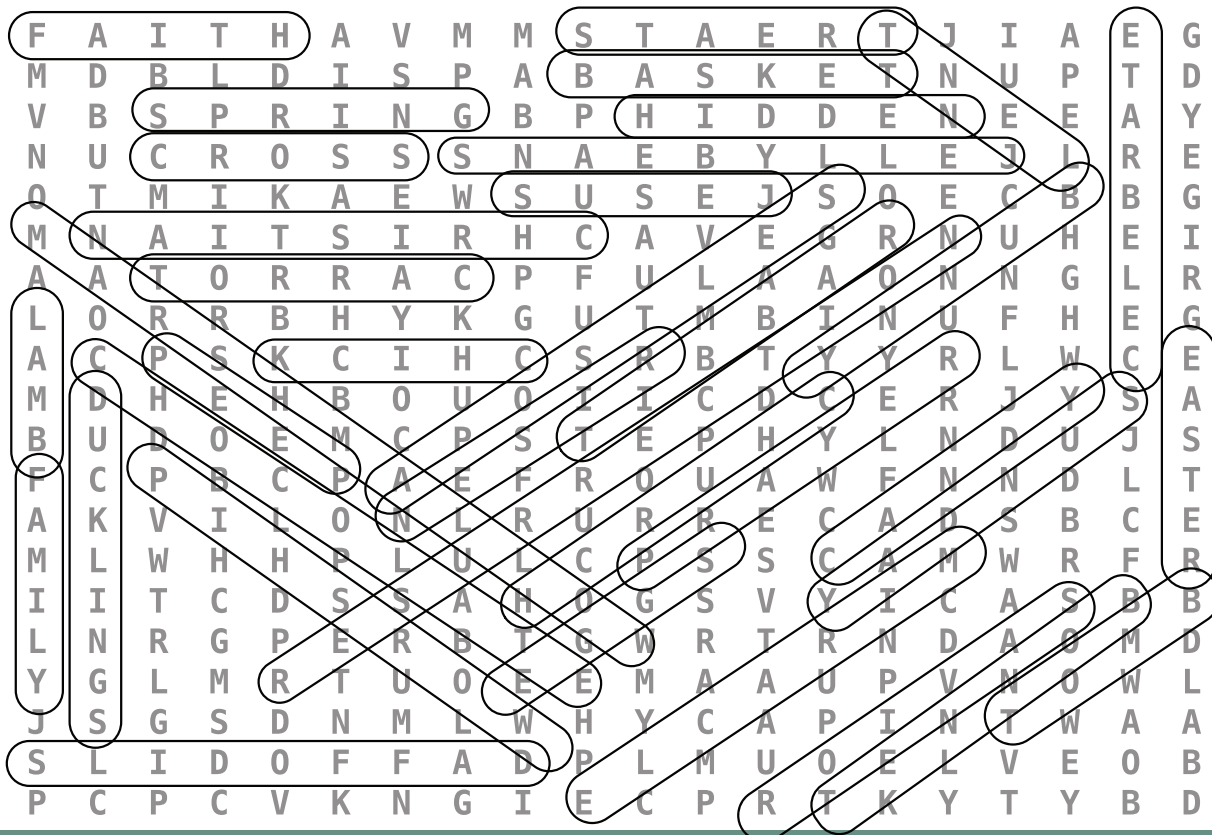 F A I T H A V M M S T A E R T J I A E G
M D B L D I S P A B A S K E T N U P T D
V B S P R I N G B P H I D D E N E E A Y
N U C R O S S S N A E B Y L L E J L R E
O T M I K A E W S U S E J S O E C B B G
M N A I T S I R H C A V E G R N U H E I
A A T O R R A C P F U L A A O N N G L R
L O R R B H Y K G U T M B I N U F H E G
A C P S K C I H C S R B T Y Y R L W C E
M D H E H B O U O I I C D C E R J Y S A
B U D O E M C P S T E P H Y L N D U J S
F C P B C P A E F R O U A W F N N D L T
A K V I L O N L R U R R E C A D S B C E
M L W H H P L U L C P S S C A M W R F R
I I T C D S S A H O G S V Y I C A S B B
L N R G P E R B T G W R T R N D A O M D
Y G L M R T U O E E M A A U P V N O W L
J S G S D N M L W H Y C A P I N T W A A
S L I D O F F A D P L M U O E L V E O B
P C P C V K N G I E C P R T K Y T Y B D